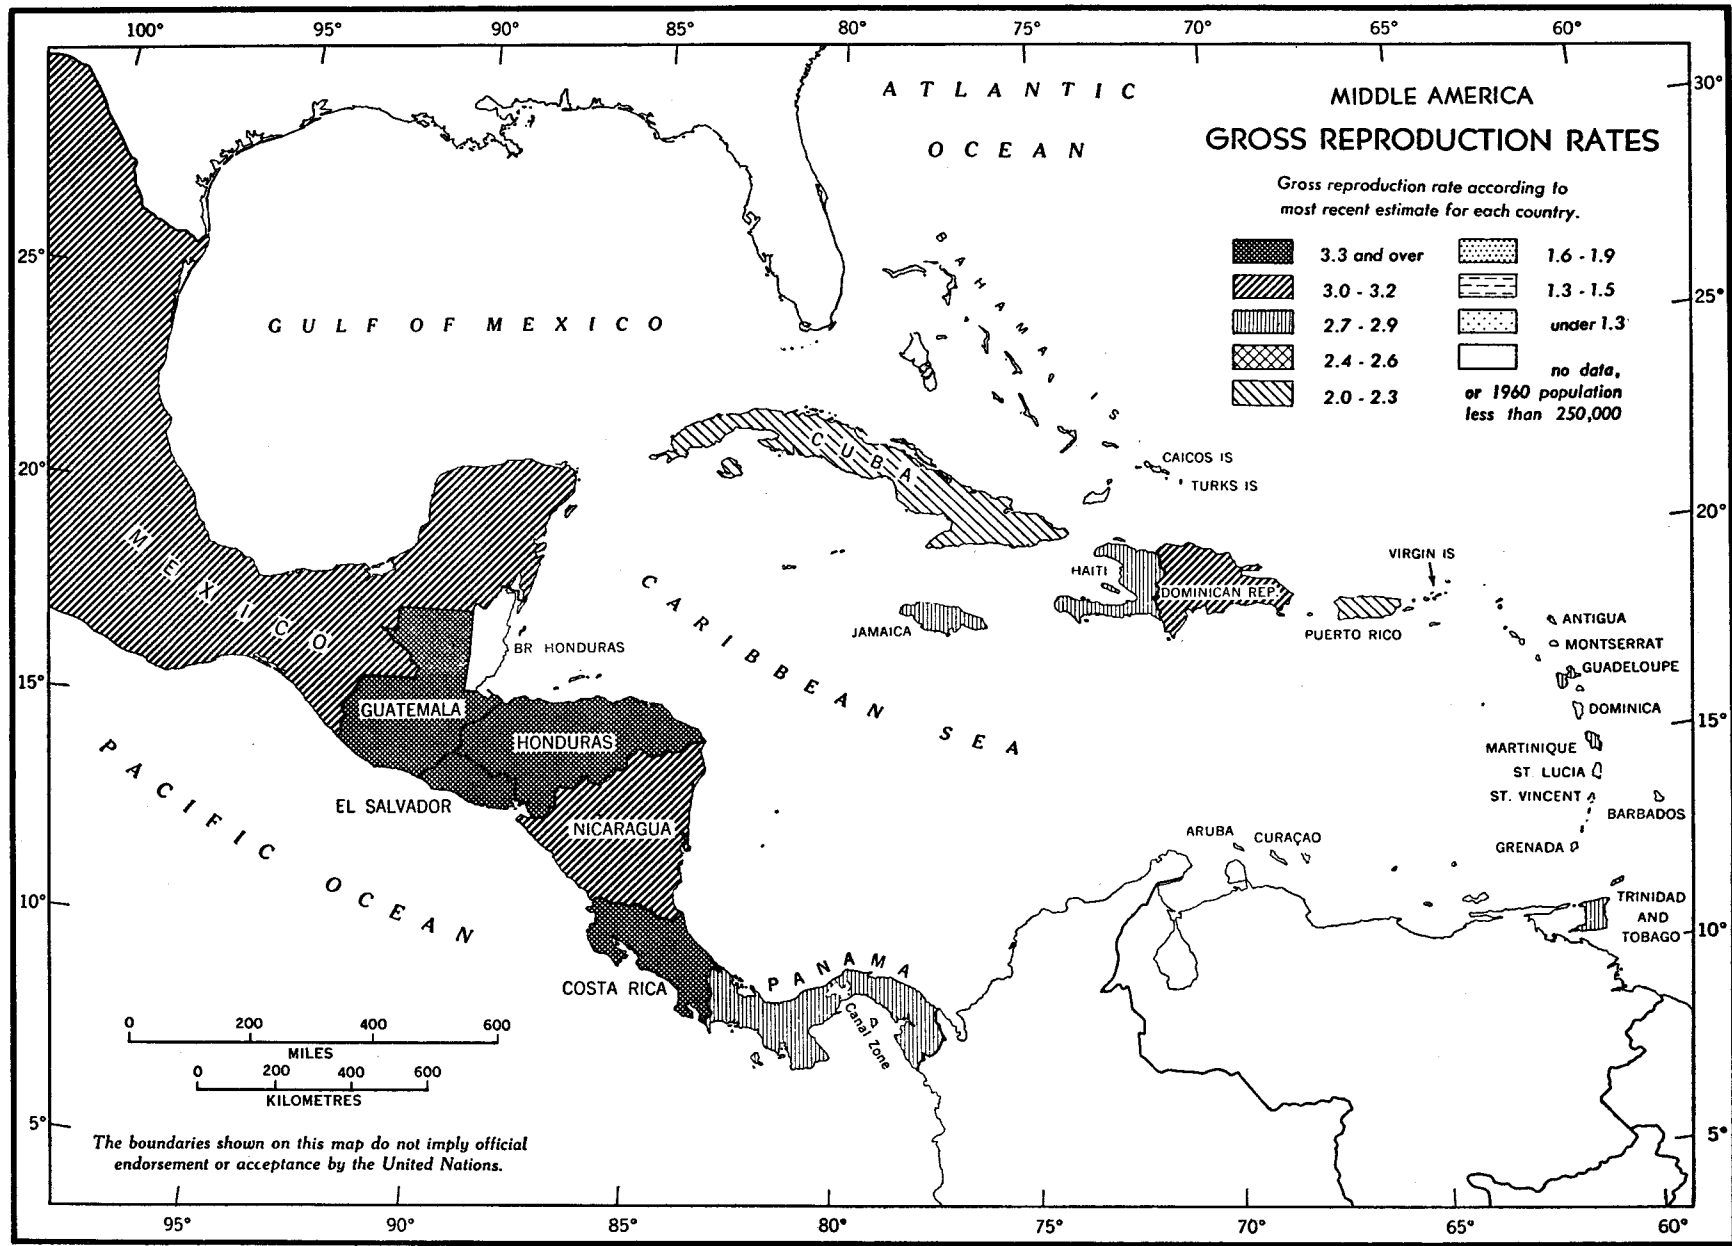 100° 95° 90° 85° 80° 75° 70° 65° 60°
30°
25°
20°
15°
10°
5°
25°
20°
15°
10°
5°
95° 90° 85° 80° 75° 70° 65° 60°
MIDDLE AMERICA
GROSS REPRODUCTION RATES
Gross reproduction rate according to
most recent estimate for each country.
3.3 and over
3.0 - 3.2
2.7 - 2.9
2.4 - 2.6
2.0 - 2.3
1.6 - 1.9
1.3 - 1.5
under 1.3
no data,
or 1960 population
less than 250,000
ATLANTIC
OCEAN
GULF OF MEXICO
BAHAMA IS
CUBA
CAICOS IS
TURKS IS
MEXICO
CARIBBEAN SEA
HAITI
DOMINICAN REP.
JAMAICA
PUERTO RICO
VIRGIN IS
ANTIGUA
MONTSERRAT
GUADELOUPE
DOMINICA
MARTINIQUE
ST. LUCIA
ST. VINCENT
BARBADOS
GRENADA
TRINIDAD
AND
TOBAGO
ARUBA
CURAÇAO
BR HONDURAS
GUATEMALA
HONDURAS
EL SALVADOR
NICARAGUA
COSTA RICA
PANAMA
Canal Zone
PACIFIC OCEAN
0 200 400 600
MILES
0 200 400 600
KILOMETRES
The boundaries shown on this map do not imply official
endorsement or acceptance by the United Nations.